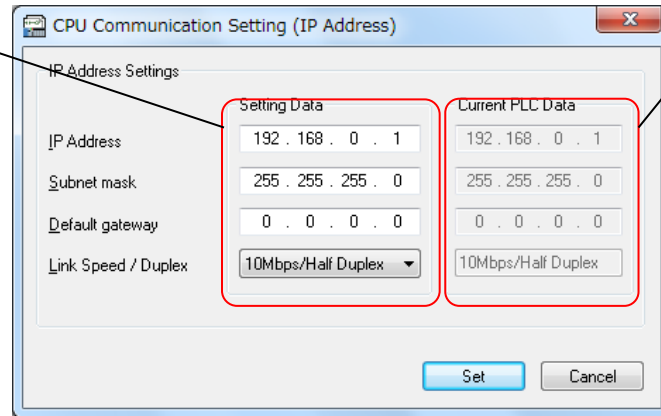 CPU Communication Setting (IP Address)
IP Address Settings
Setting Data Current PLC Data
IP Address 192 . 168 . 0 . 1 192 . 168 . 0 . 1
Subnet mask 255 . 255 . 255 . 0 255 . 255 . 255 . 0
Default gateway 0 . 0 . 0 . 0 0 . 0 . 0 . 0
Link Speed / Duplex 10Mbps/Half Duplex 10Mbps/Half Duplex
Set Cancel